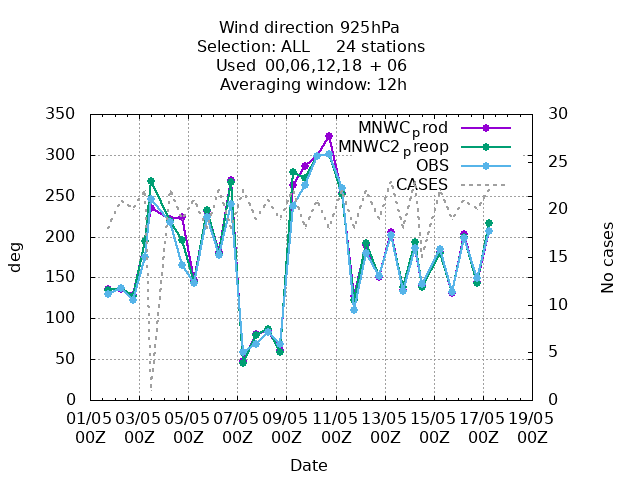 Wind direction 925hPa
Selection: ALL 24 stations
Used 00,06,12,18 + 06
Averaging window: 12h
350 30
300 25
250 20
200 15
150 10
100 5
50 0
0
deg
No cases
MNWC_prod
MNWC2_preop
OBS
CASES
01/05 03/05 05/05 07/05 09/05 11/05 13/05 15/05 17/05 19/05
00Z 00Z 00Z 00Z 00Z 00Z 00Z 00Z 00Z 00Z
Date